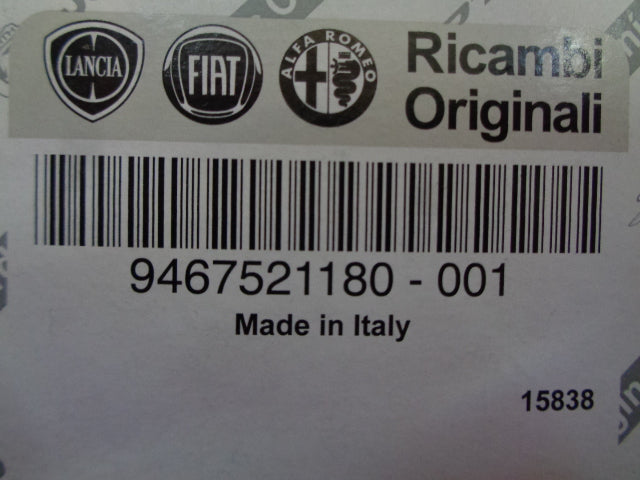 LANCIA
FIAT
ALFA ROMEO
Ricambi
Originali
9467521180 - 001
Made in Italy
15838